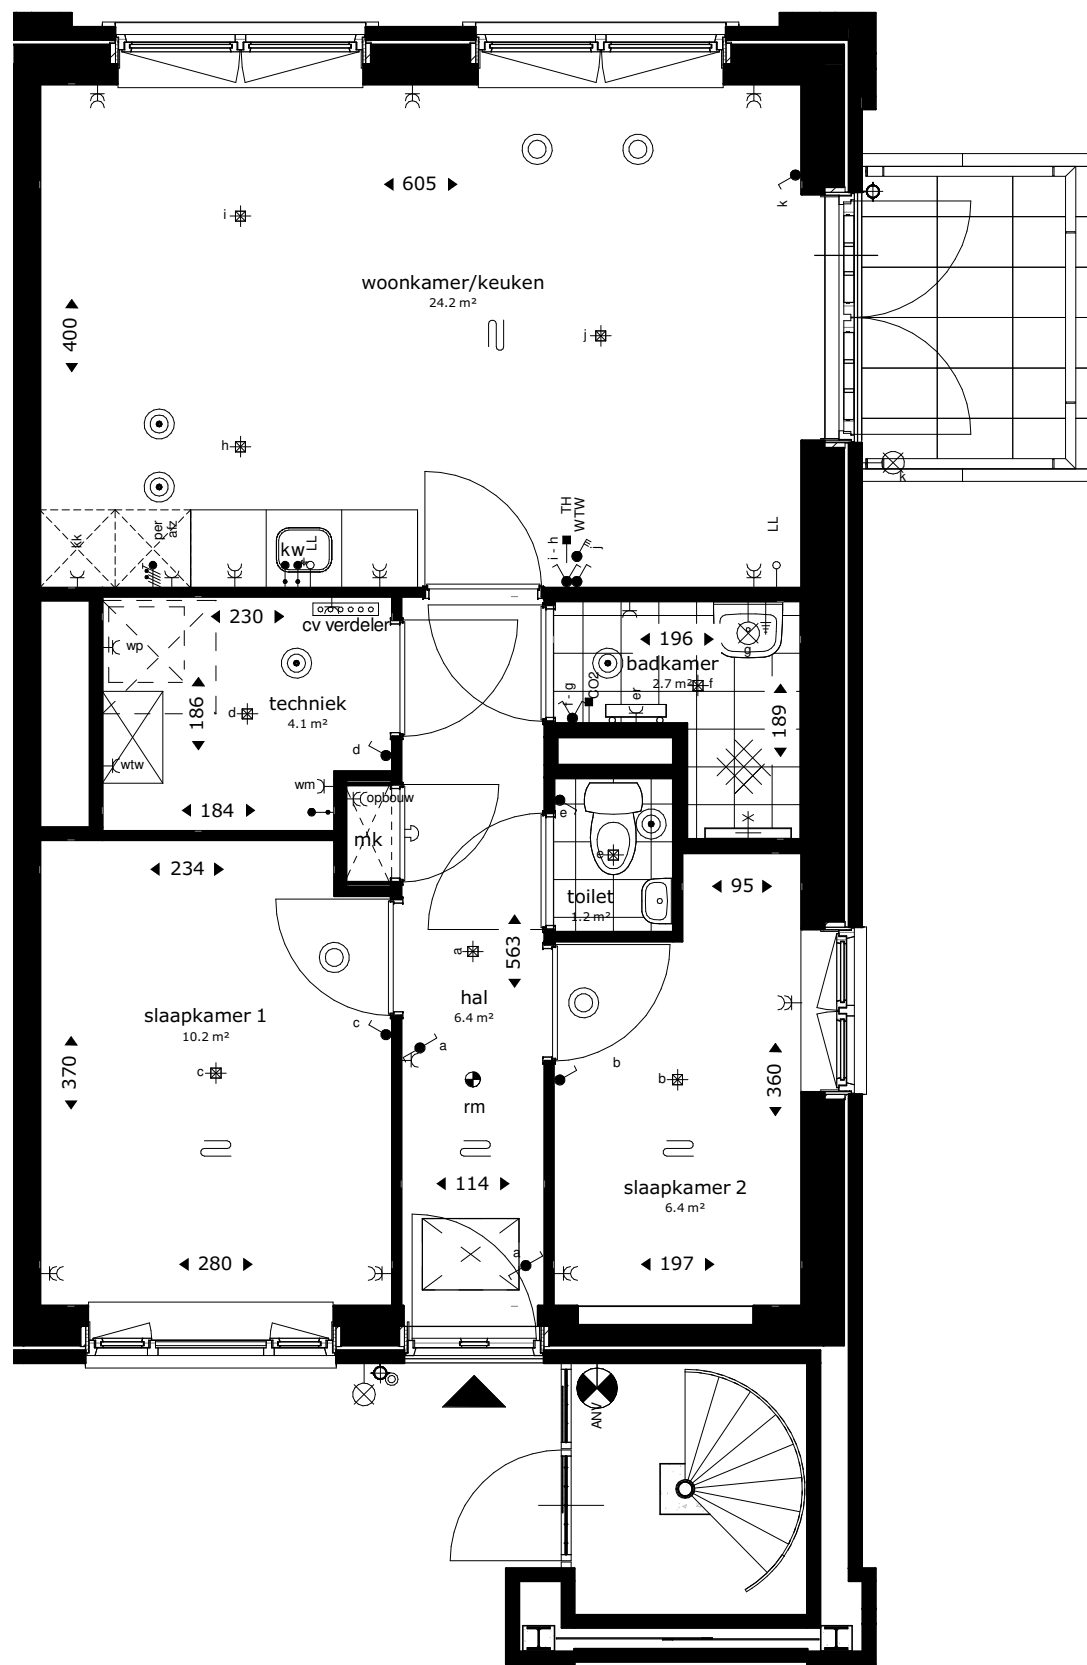 605
k
i
woonkamer/keuken
24.2 m²
400
j
h
TH
WTW
LL
kk
per
afz
kw
LL
i - h
j
230
cv verdeler
wp
techniek
4.1 m²
186
d
d
wtw
wm
184
opbouw
mk
196
badkamer
2.7 m²
g
f
CO2
er
f - g
189
e
e
toilet
1.2 m²
234
95
a
563
hal
6.4 m²
slaapkamer 1
10.2 m²
c
c
370
a
rm
b
b
360
114
slaapkamer 2
6.4 m²
a
280
197
k
ANV